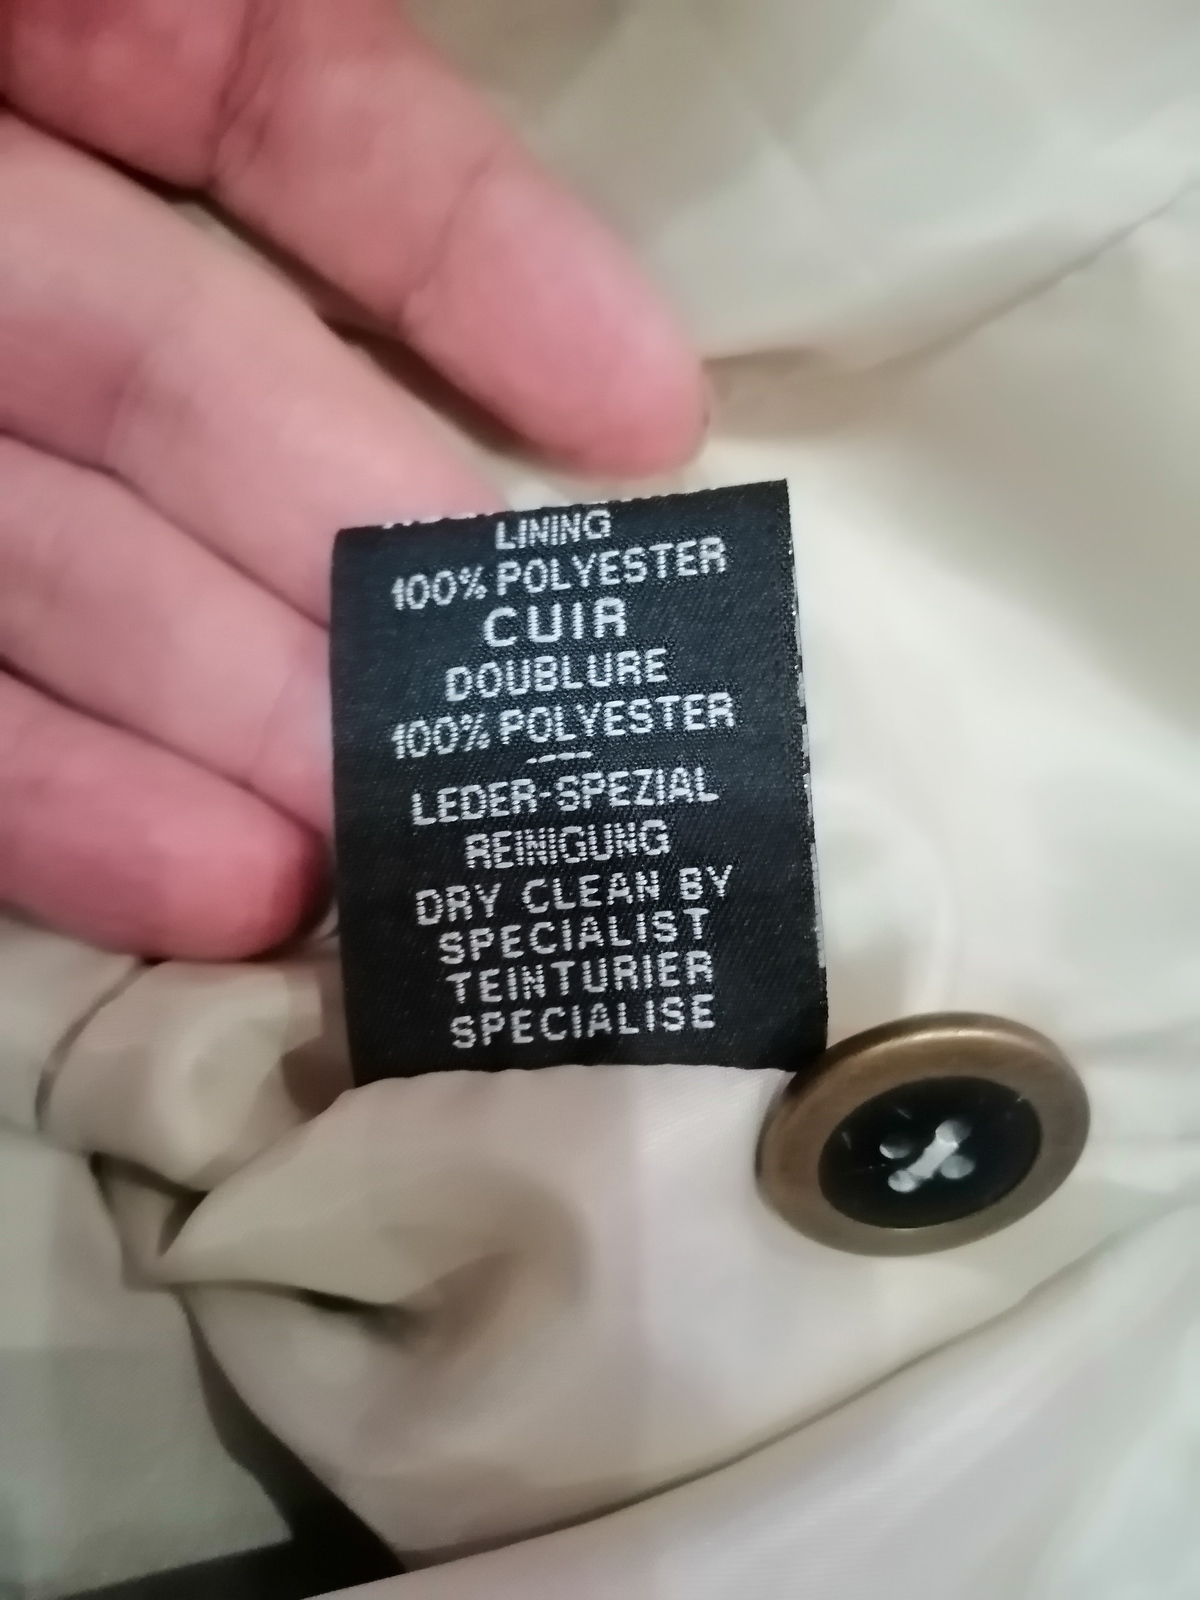 LINING
100% POLYESTER
CUIR
DOUBLURE
100% POLYESTER
----
LEDER-SPEZIAL
REINIGUNG
DRY CLEAN BY
SPECIALIST
TEINTURIER
SPECIALISE